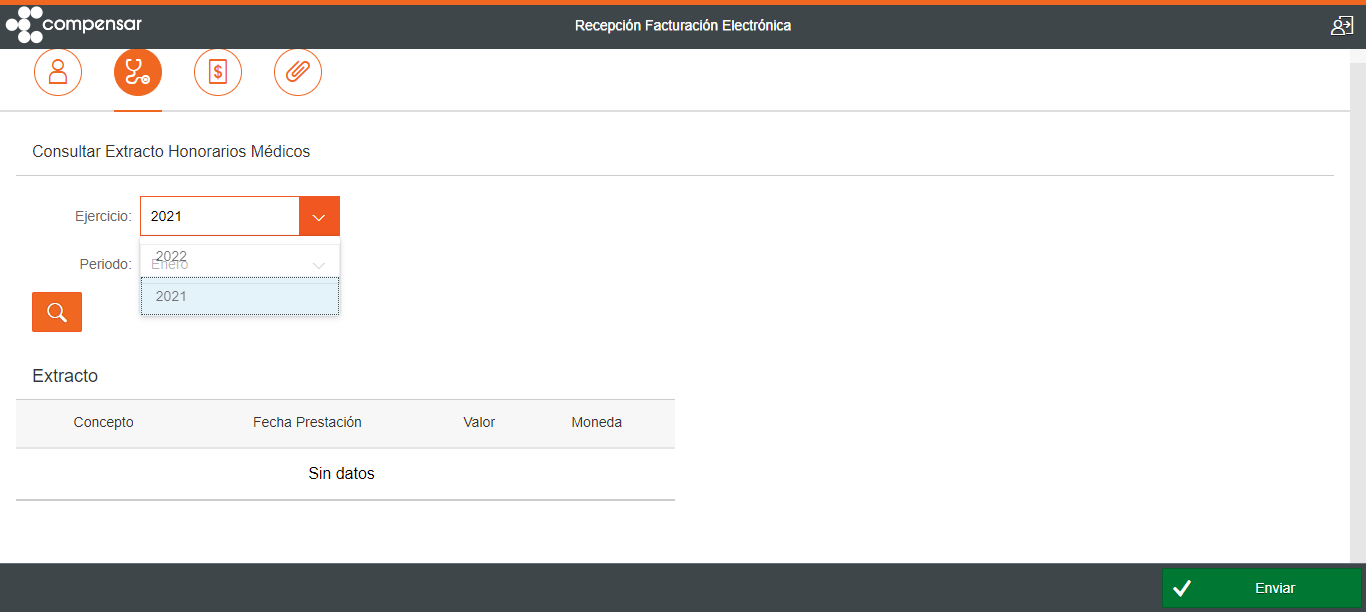 compensar
Recepción Facturación Electrónica
Consultar Extracto Honorarios Médicos
Ejercicio: 2021
2022
Periodo: Enero
2021
Extracto
Concepto Fecha Prestación Valor Moneda
Sin datos
Enviar